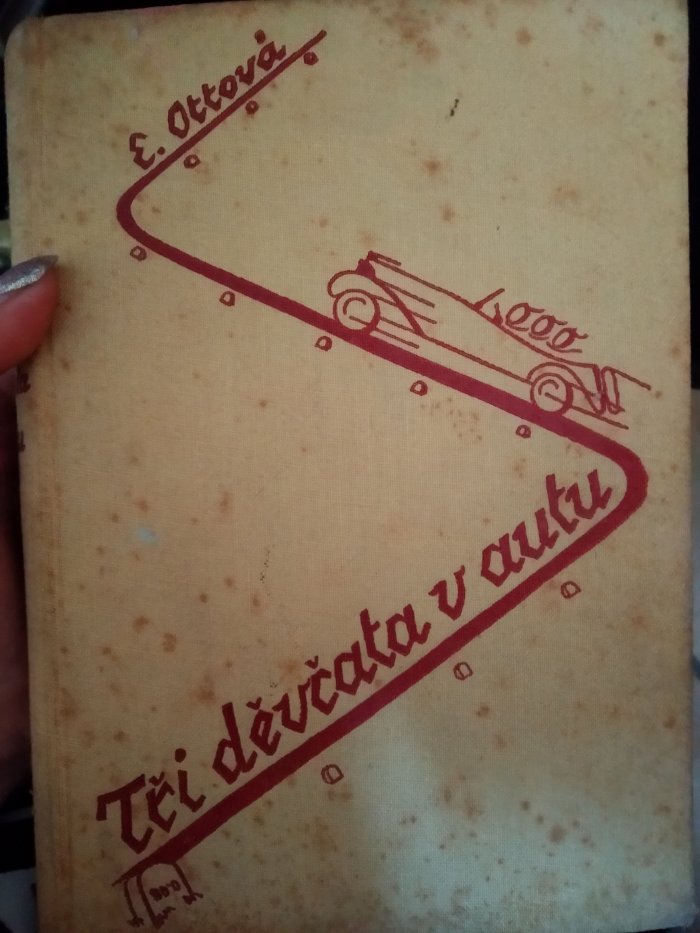 E. Ottová
Tři děvčata v autu